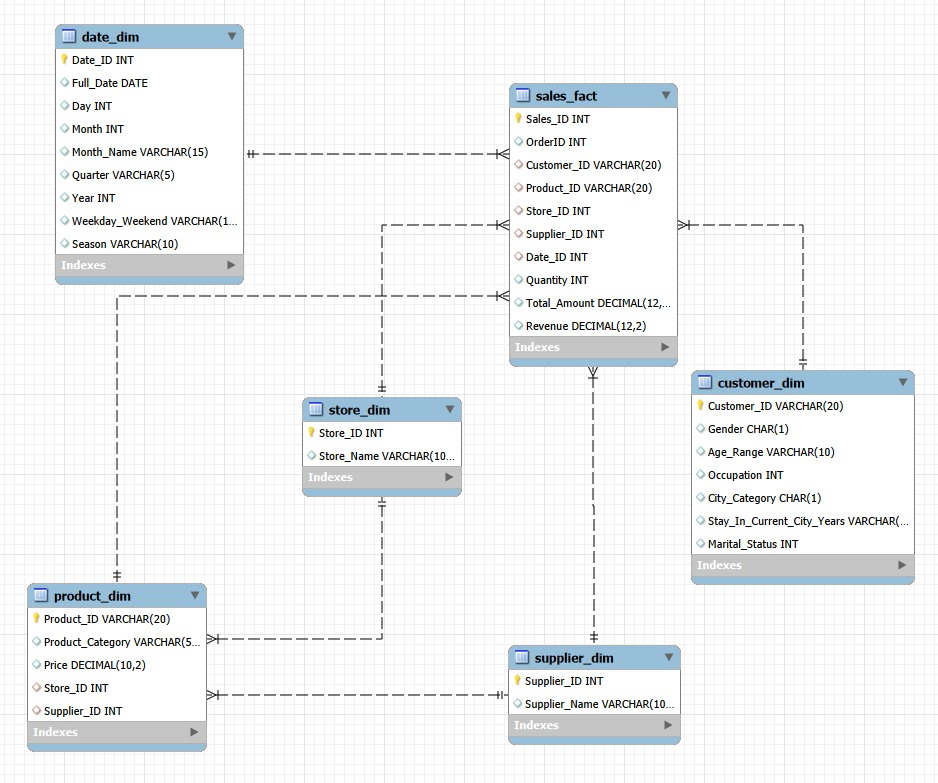 date_dim
Date_ID INT
Full_Date DATE
Day INT
Month INT
Month_Name VARCHAR(15)
Quarter VARCHAR(5)
Year INT
Weekday_Weekend VARCHAR(1...
Season VARCHAR(10)
Indexes
sales_fact
Sales_ID INT
OrderID INT
Customer_ID VARCHAR(20)
Product_ID VARCHAR(20)
Store_ID INT
Supplier_ID INT
Date_ID INT
Quantity INT
Total_Amount DECIMAL(12,...
Revenue DECIMAL(12,2)
Indexes
store_dim
Store_ID INT
Store_Name VARCHAR(10...
Indexes
customer_dim
Customer_ID VARCHAR(20)
Gender CHAR(1)
Age_Range VARCHAR(10)
Occupation INT
City_Category CHAR(1)
Stay_In_Current_City_Years VARCHAR(...
Marital_Status INT
Indexes
product_dim
Product_ID VARCHAR(20)
Product_Category VARCHAR(5...
Price DECIMAL(10,2)
Store_ID INT
Supplier_ID INT
Indexes
supplier_dim
Supplier_ID INT
Supplier_Name VARCHAR(10...
Indexes